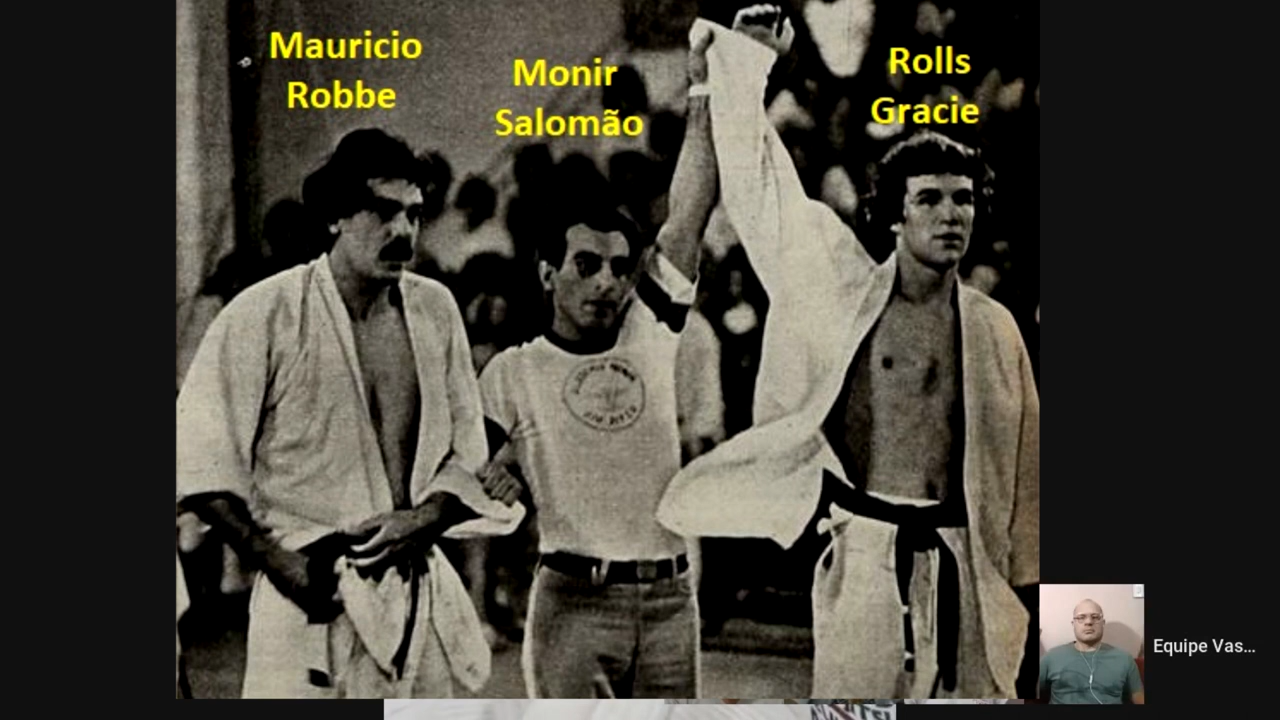 Mauricio
Robbe
Monir
Salomão
Rolls
Gracie
Equipe Vas...